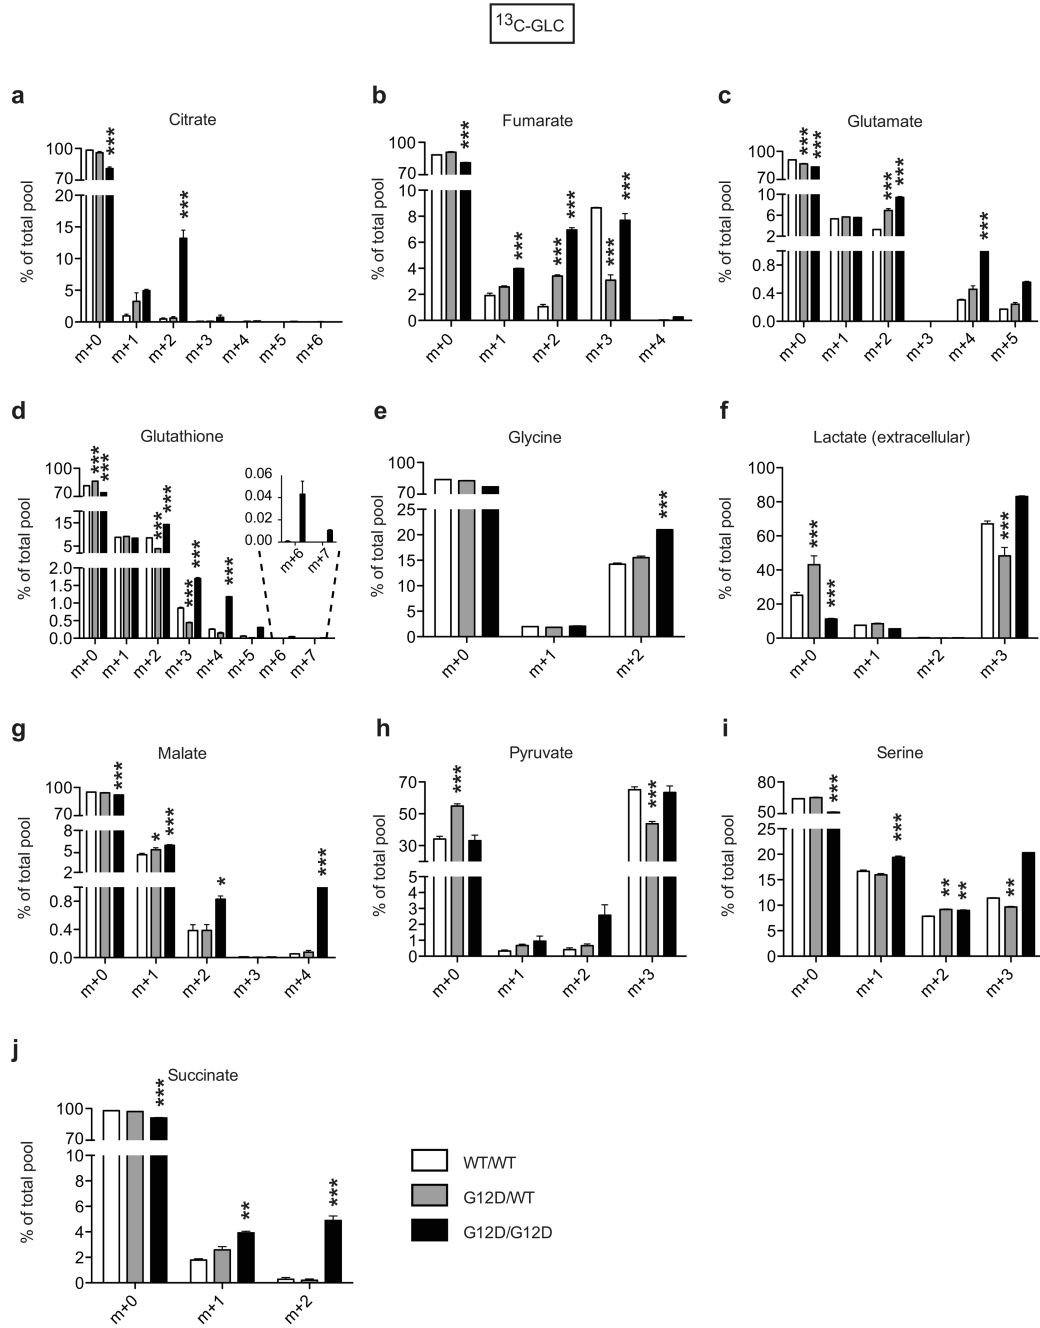 13C-GLC
a
Citrate
% of total pool
100
70
20
15
10
5
0
***
***
m+0 m+1 m+2 m+3 m+4 m+5 m+6
b
Fumarate
% of total pool
100
70
10
8
6
4
2
0
*** *** *** *** *** ***
m+0 m+1 m+2 m+3 m+4
c
Glutamate
% of total pool
100
70
10
6
2
0.8
0.4
0.0
*** *** *** *** ***
m+0 m+1 m+2 m+3 m+4 m+5
d
Glutathione
% of total pool
100
70
15
5
2.0
1.5
1.0
0.5
0.0
*** *** *** *** *** *** ***
0.06
0.04
0.02
0.00
m+6 m+7
m+0 m+1 m+2 m+3 m+4 m+5 m+6 m+7
e
Glycine
% of total pool
100
70
25
20
15
10
5
0
***
m+0 m+1 m+2
f
Lactate (extracellular)
% of total pool
100
80
60
40
20
0
*** *** ***
m+0 m+1 m+2 m+3
g
Malate
% of total pool
100
70
8
5
2
0.8
0.4
0.0
*** * *** * ***
m+0 m+1 m+2 m+3 m+4
h
Pyruvate
% of total pool
70
50
30
5
4
3
2
1
0
*** ***
m+0 m+1 m+2 m+3
i
Serine
% of total pool
80
50
25
20
15
10
5
0
*** *** ** ** **
m+0 m+1 m+2 m+3
j
Succinate
% of total pool
100
70
10
8
6
4
2
0
*** ** ***
m+0 m+1 m+2
WT/WT
G12D/WT
G12D/G12D